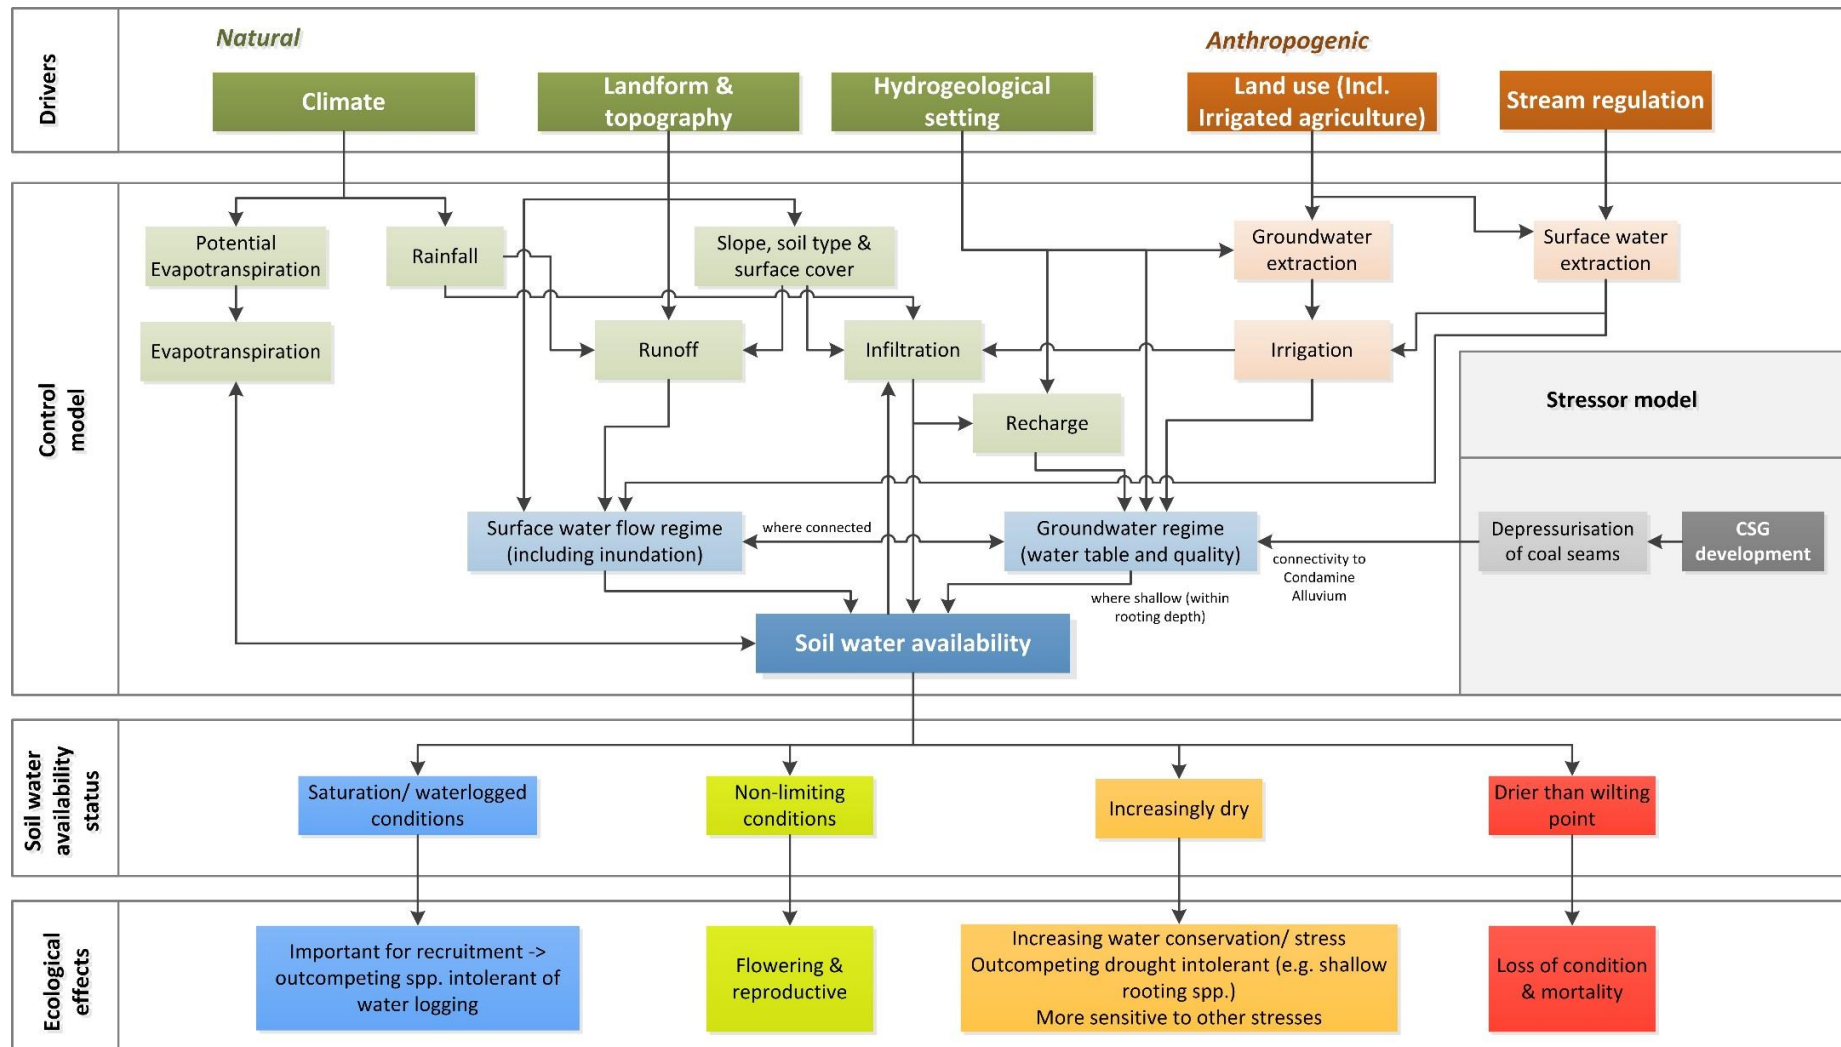 Drivers
Natural
Anthropogenic
Climate
Landform &
topography
Hydrogeological
setting
Land use (Incl.
Irrigated agriculture)
Stream regulation
Control
model
Potential
Evapotranspiration
Rainfall
Slope, soil type &
surface cover
Groundwater
extraction
Surface water
extraction
Evapotranspiration
Runoff
Infiltration
Irrigation
Recharge
Stressor model
Surface water flow regime
(including inundation)
where connected
Groundwater regime
(water table and quality)
connectivity to
Condamine
Alluvium
Depressurisation
of coal seams
CSG
development
where shallow (within
rooting depth)
Soil water availability
Soil water
availability
status
Saturation/ waterlogged
conditions
Non-limiting
conditions
Increasingly dry
Drier than wilting
point
Ecological
effects
Important for recruitment ->
outcompeting spp. intolerant of
water logging
Flowering &
reproductive
Increasing water conservation/ stress
Outcompeting drought intolerant (e.g. shallow
rooting spp.)
More sensitive to other stresses
Loss of condition
& mortality